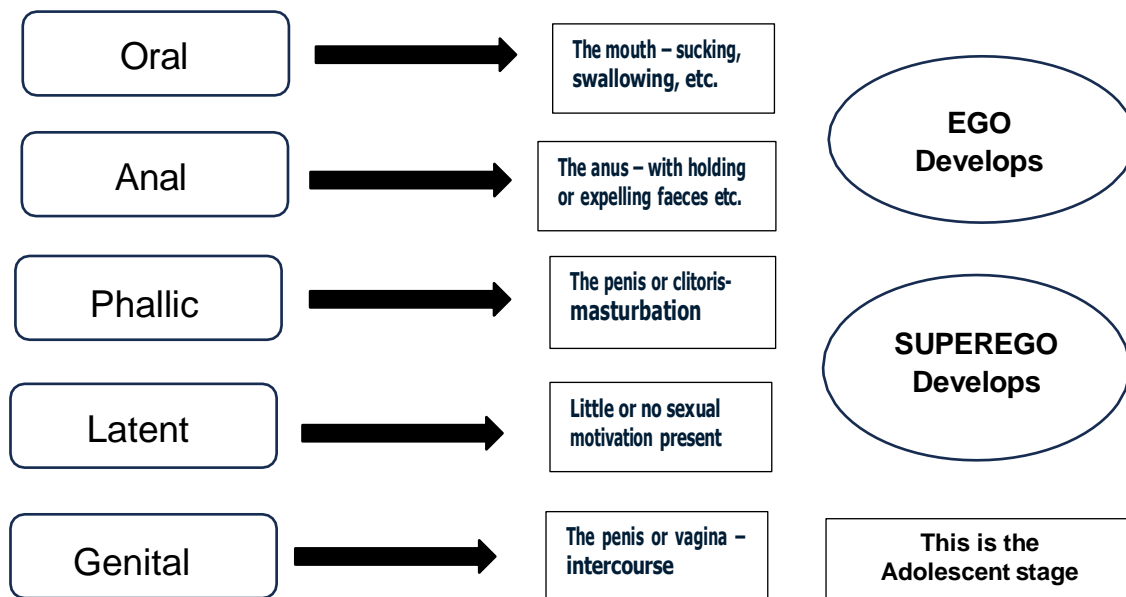 Oral
The mouth – sucking,
swallowing, etc.
EGO
Develops
Anal
The anus – with holding
or expelling faeces etc.
Phallic
The penis or clitoris-
masturbation
SUPEREGO
Develops
Latent
Little or no sexual
motivation present
Genital
The penis or vagina –
intercourse
This is the
Adolescent stage